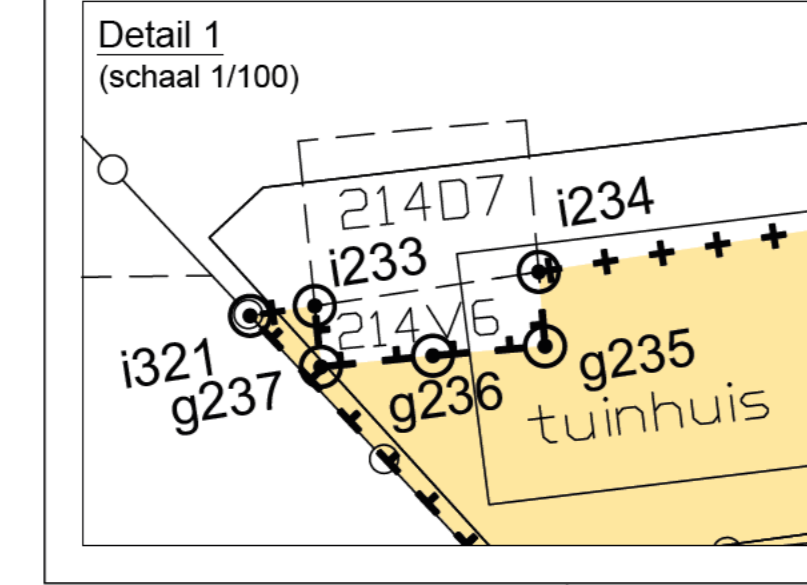 Detail 1
(schaal 1/100)
214D7
i234
i233
214V6
i321
g237
g236
g235
tuinhuis